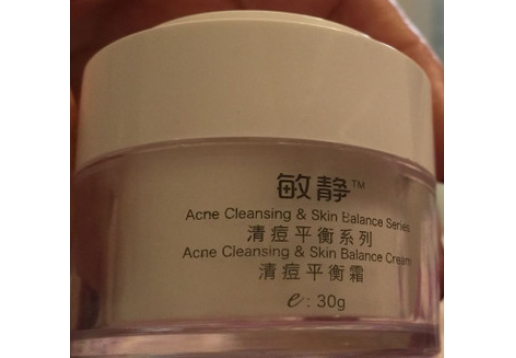 敏静™
Acne Cleansing & Skin Balance Series
清痘平衡系列
Acne Cleansing & Skin Balance Cream
清痘平衡霜
e: 30g